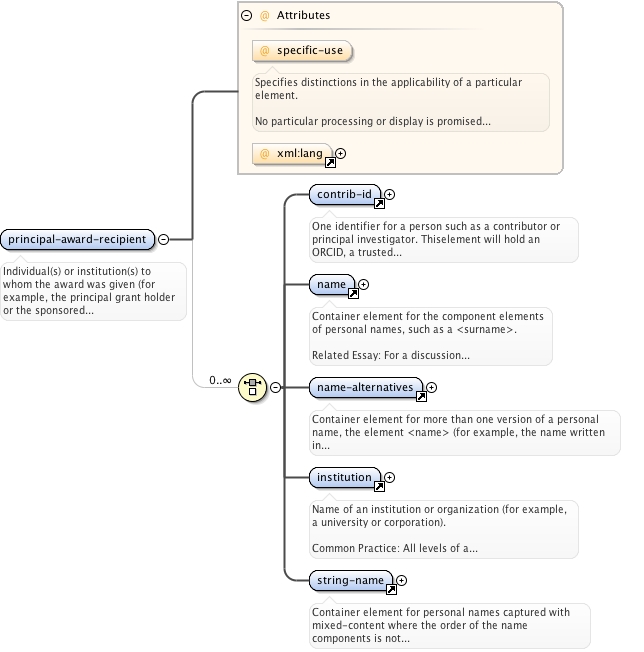 @ Attributes
@ specific-use
Specifies distinctions in the applicability of a particular
element.
No particular processing or display is promised...
@ xml:lang
principal-award-recipient
Individual(s) or institution(s) to
whom the award was given (for
example, the principal grant holder
or the sponsored...
0..∞
contrib-id
One identifier for a person such as a contributor or
principal investigator. Thiselement will hold an
ORCID, a trusted...
name
Container element for the component elements
of personal names, such as a <surname>.
Related Essay: For a discussion...
name-alternatives
Container element for more than one version of a personal
name, the element <name> (for example, the name written
in...
institution
Name of an institution or organization (for example,
a university or corporation).
Common Practice: All levels of a...
string-name
Container element for personal names captured with
mixed-content where the order of the name
components is not...